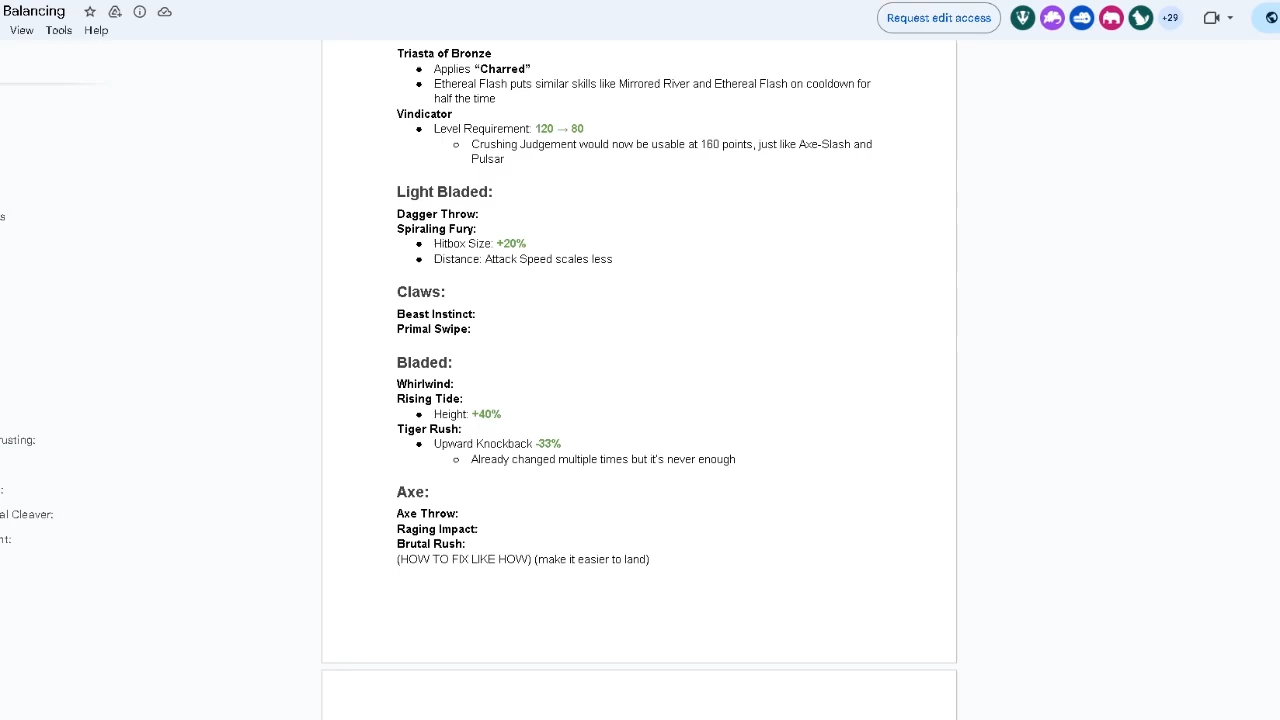 Balancing
Request edit access
+29
View Tools Help
Triasta of Bronze
Applies “Charred”
Ethereal Flash puts similar skills like Mirrored River and Ethereal Flash on cooldown for
half the time
Vindicator
Level Requirement: 120 → 80
Crushing Judgement would now be usable at 160 points, just like Axe-Slash and
Pulsar
Light Bladed:
s
Dagger Throw:
Spiraling Fury:
Hitbox Size: +20%
Distance: Attack Speed scales less
Claws:
Beast Instinct:
Primal Swipe:
Bladed:
Whirlwind:
Rising Tide:
Height: +40%
Tiger Rush:
rusting:
Upward Knockback -33%
Already changed multiple times but it's never enough
:
Axe:
al Cleaver:
Axe Throw:
Raging Impact:
nt:
Brutal Rush:
(HOW TO FIX LIKE HOW) (make it easier to land)